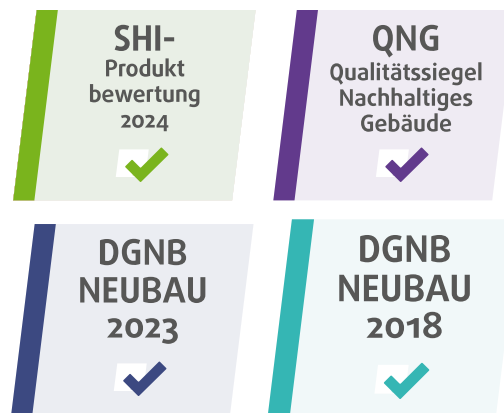 SHI-
Produkt
bewertung
2024
QNG
Qualitätssiegel
Nachhaltiges
Gebäude
DGNB
NEUBAU
2023
DGNB
NEUBAU
2018